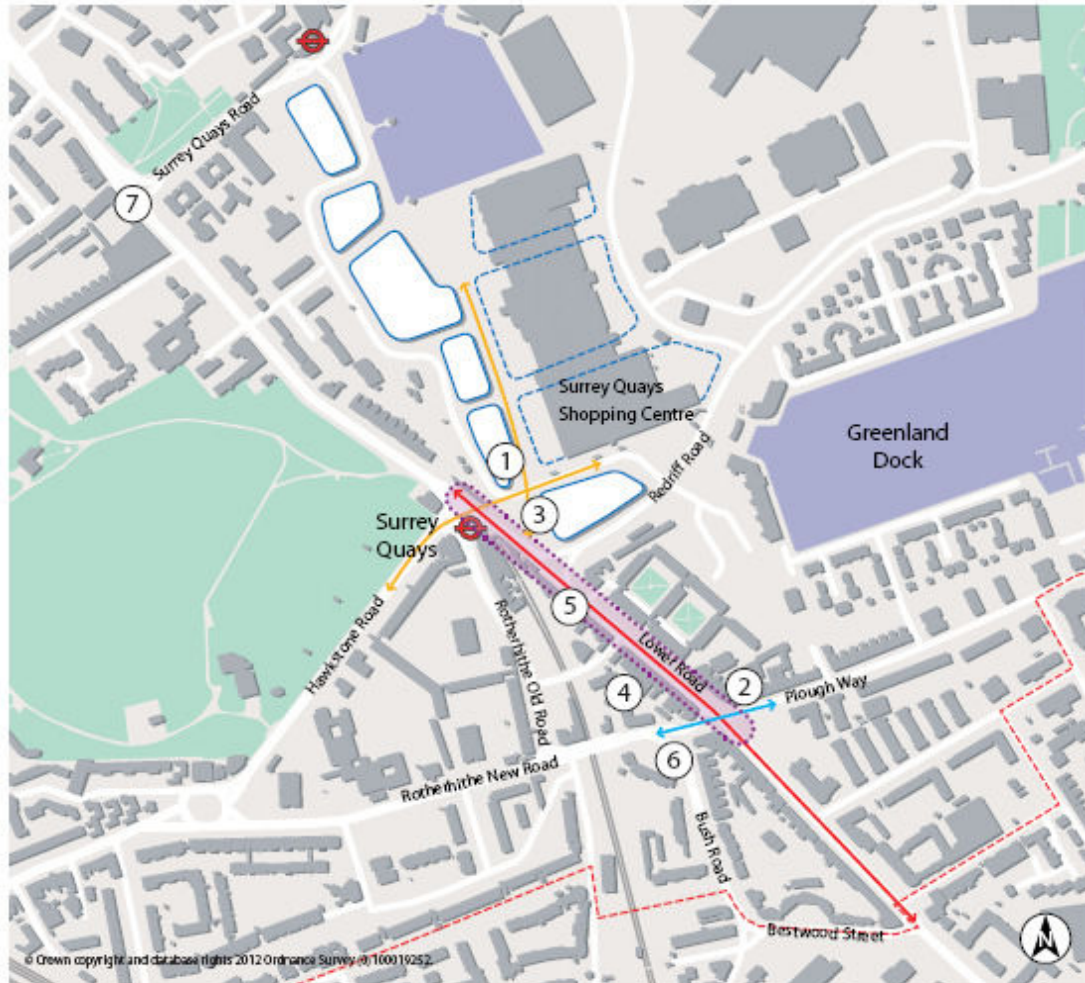 Surrey Quays Road
7
Surrey Quays
Shopping Centre
Greenland
Dock
Redriff Road
1
3
Surrey
Quays
5
Hawkstone Road
Rotherhithe Old Road
Lower Road
4
2
Plough Way
6
Rotherhithe New Road
Bush Road
Bestwood Street
N
© Crown copyright and database rights 2012 Ordnance Survey (0)100019252.